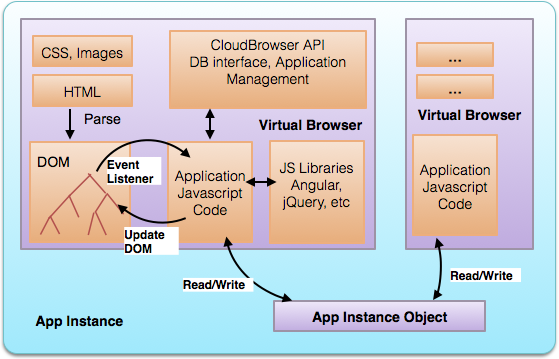 CSS, Images
HTML
Parse
CloudBrowser API
DB interface, Application
Management
Virtual Browser
DOM
Event
Listener
Application
Javascript
Code
JS Libraries
Angular,
jQuery, etc
Update
DOM
...
...
Virtual Browser
Application
Javascript
Code
Read/Write
Read/Write
App Instance
App Instance Object